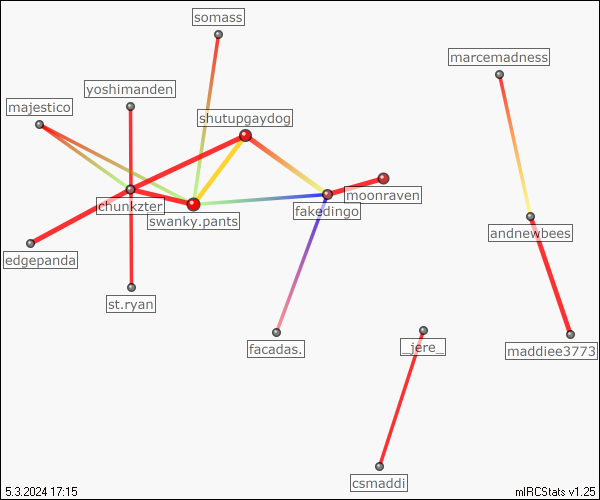 somass
marcemadness
yoshimanden
majestico
shutupgaydog
moonraven
chunkzter
fakedingo
swanky.pants
andnewbees
edgepanda
st.ryan
facadas.
_jere_
maddiee3773
csmaddi
5.3.2024 17:15
mIRCStats v1.25